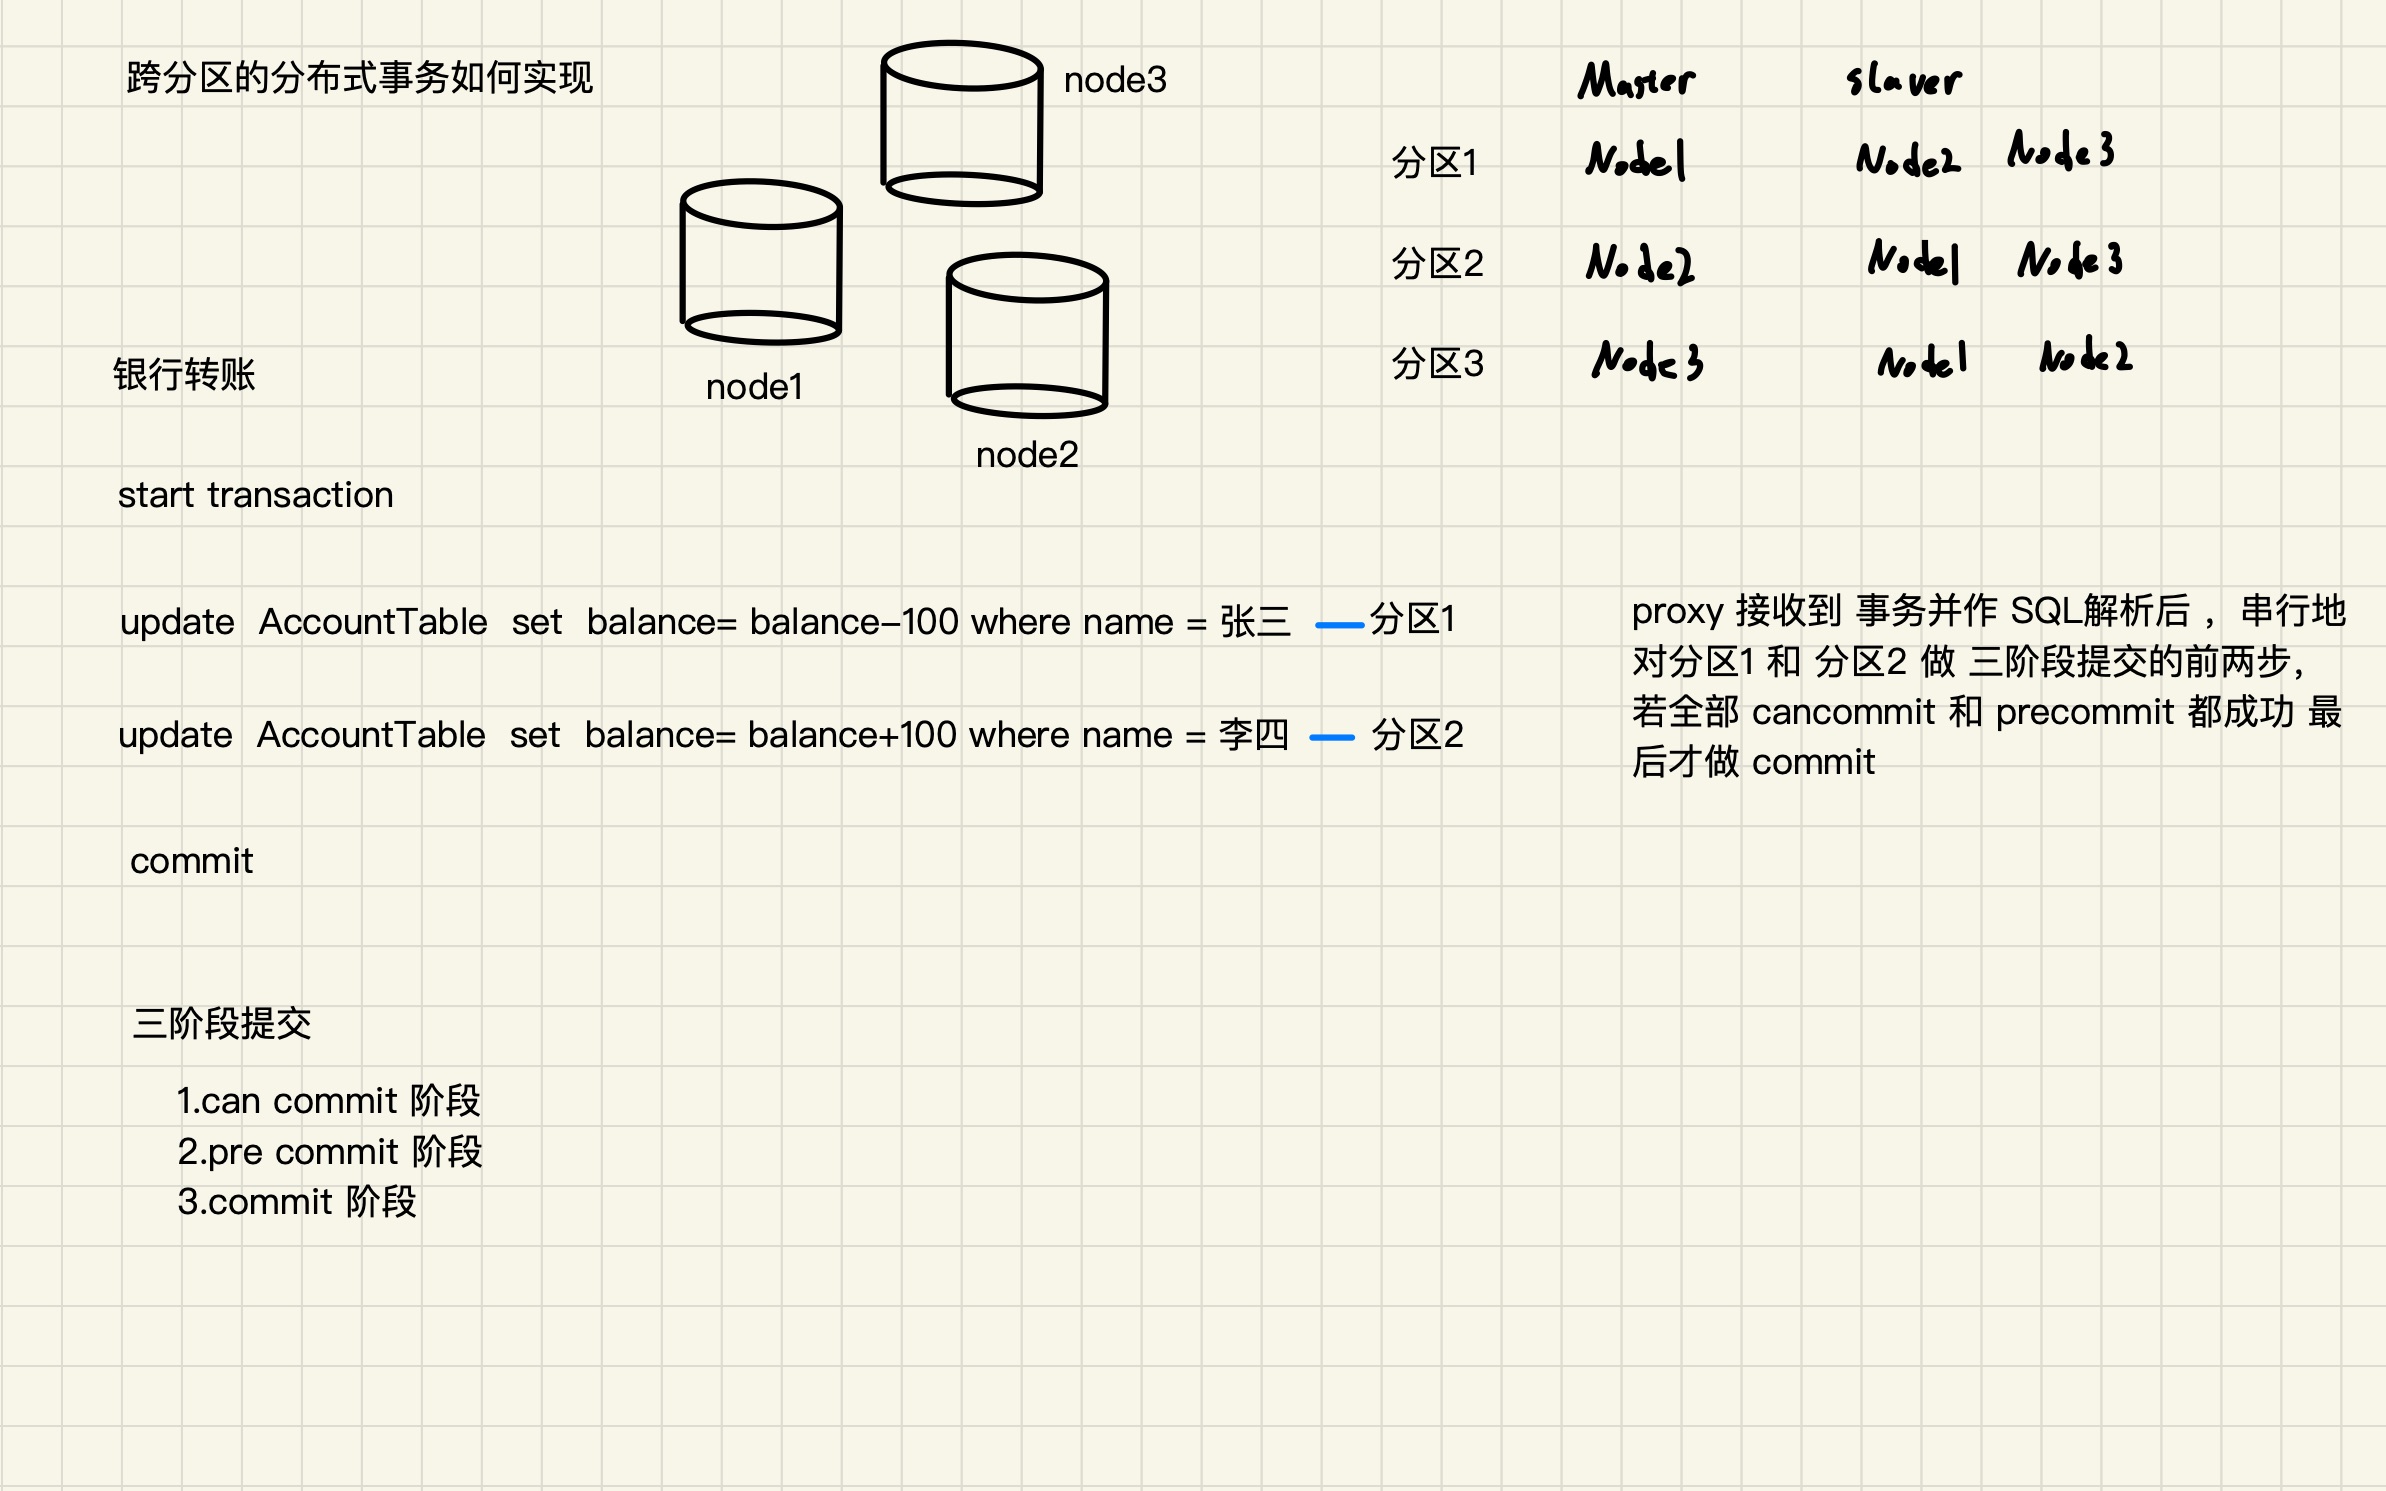 跨分区的分布式事务如何实现
node3
node1
node2
Master slaver
分区1 Node1 Node2 Node3
分区2 Node2 Node1 Node3
分区3 Node3 Node1 Node2
银行转账
start transaction
update AccountTable set balance= balance-100 where name = 张三 — 分区1
update AccountTable set balance= balance+100 where name = 李四 — 分区2
commit
proxy 接收到 事务并作 SQL解析后 ，串行地
对分区1 和 分区2 做 三阶段提交的前两步，
若全部 cancommit 和 precommit 都成功 最
后才做 commit
三阶段提交
1.can commit 阶段
2.pre commit 阶段
3.commit 阶段